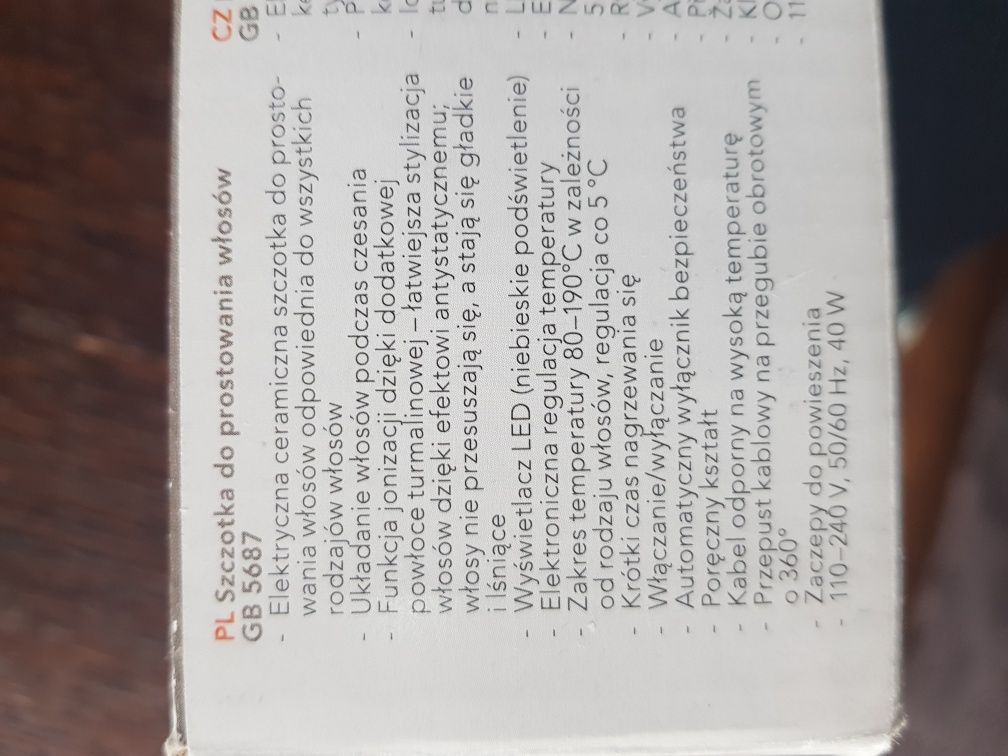 PL Szczotka do prostowania włosów
GB 5687
- Elektryczna ceramiczna szczotka do prosto-
wania włosów odpowiednia do wszystkich
rodzajów włosów
- Układanie włosów podczas czesania
- Funkcja jonizacji dzięki dodatkowej
powłoce turmalinowej – łatwiejsza stylizacja
włosów dzięki efektowi antystatycznemu;
włosy nie przesuszają się, a stają się gładkie
i lśniące
- Wyświetlacz LED (niebieskie podświetlenie)
- Elektroniczna regulacja temperatury
- Zakres temperatury 80–190°C w zależności
od rodzaju włosów, regulacja co 5 °C
- Krótki czas nagrzewania się
- Włączanie/wyłączanie
- Automatyczny wyłącznik bezpieczeństwa
- Poręczny kształt
- Kabel odporny na wysoką temperaturę
- Przepust kablowy na przegubie obrotowym
o 360°
- Zaczepy do powieszenia
- 110–240 V, 50/60 Hz, 40 W
CZ
GB